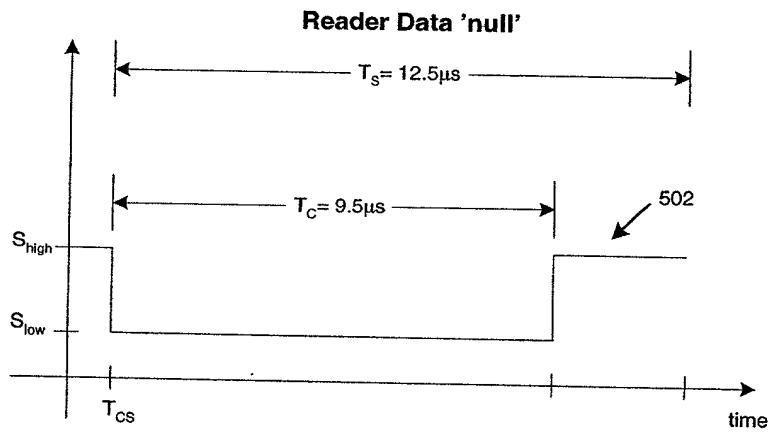 Reader Data 'null'
T_S= 12.5µs
T_C= 9.5µs
502
S_high
S_low
T_CS
time